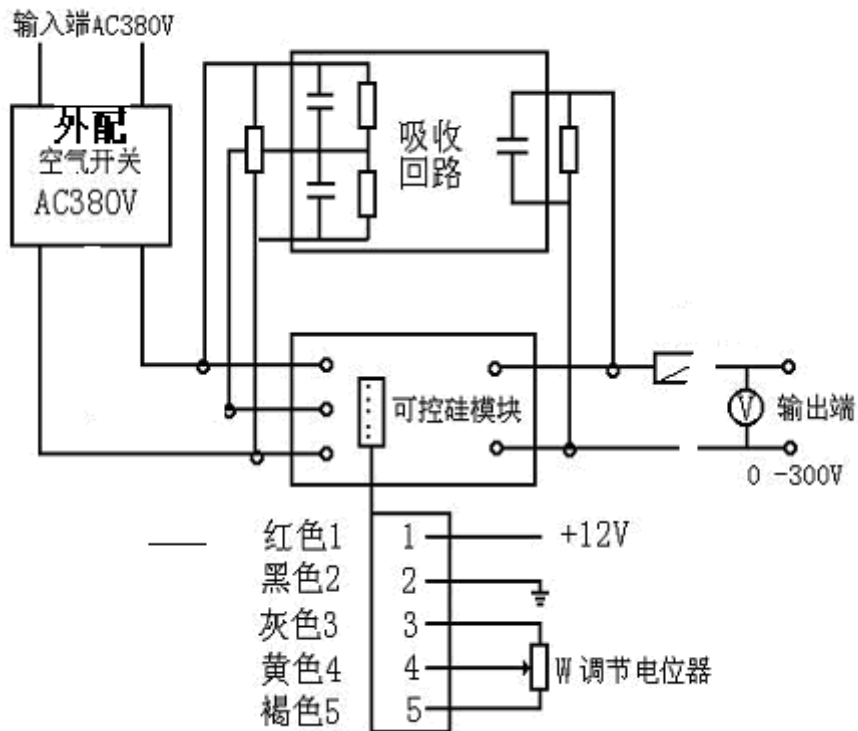 输入端AC380V
外配
空气开关
AC380V
吸收
回路
可控硅模块
V
输出端
0 -300V
红色1 1 +12V
黑色2 2
灰色3 3
黄色4 4 W 调节电位器
褐色5 5